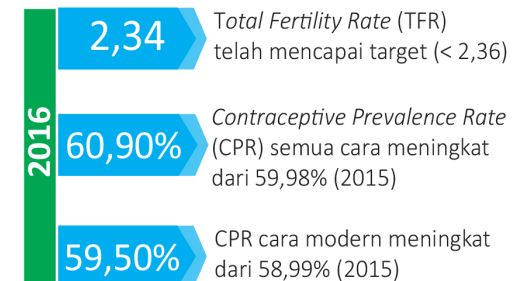 2016
2,34
Total Fertility Rate (TFR)
telah mencapai target (< 2,36)
60,90%
Contraceptive Prevalence Rate
(CPR) semua cara meningkat
dari 59,98% (2015)
59,50%
CPR cara modern meningkat
dari 58,99% (2015)